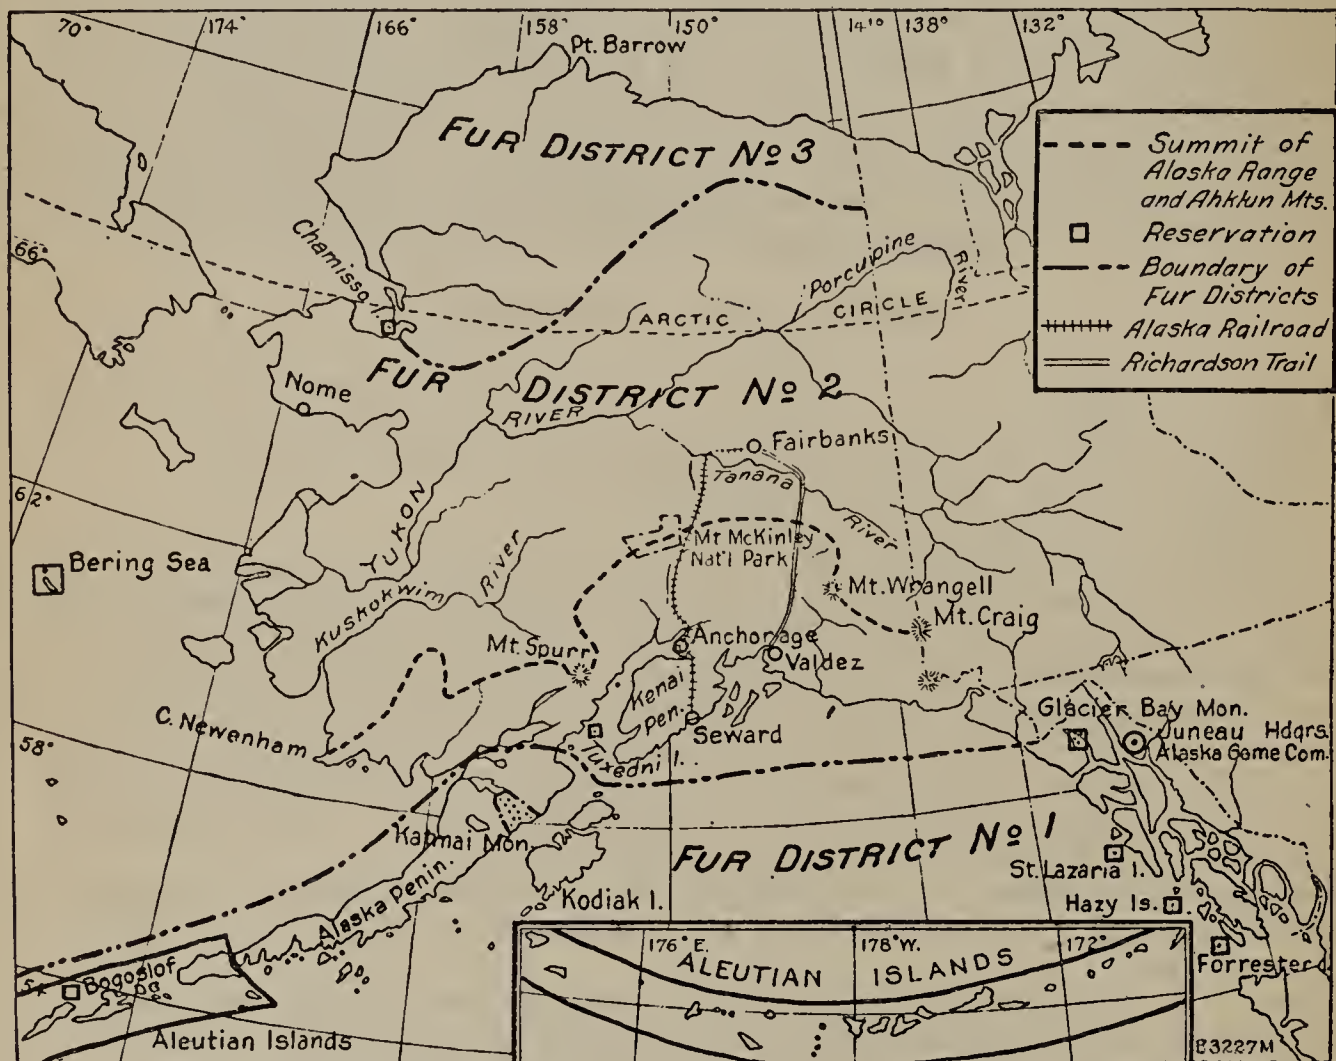 70° 174° 166° 158° 150° 141° 138° 132°
Pt. Barrow
FUR DISTRICT No 3
Summit of
Alaska Range
and Ahklun Mts.
Reservation
Boundary of
Fur Districts
Alaska Railroad
Richardson Trail
66°
Chamisso I.
Porcupine
River
ARCTIC CIRCLE
FUR DISTRICT No 2
Nome
RIVER
Fairbanks
Tanana
River
62°
YUKON
Bering Sea
Mt McKinley
Nat'l Park
Kuskokwim River
Mt. Wrangell
Mt. Craig
Mt. Spurr
Anchorage
Valdez
Kenai
Pen.
C. Newenham
Seward
Glacier Bay Mon.
Juneau Hdqrs.
Alaska Game Com.
58°
Tuxedni I.
Katmai Mon.
FUR DISTRICT No 1
St. Lazaria I.
Alaska Penin.
Kodiak I.
Hazy Is.
176° E. 178° W. 172°
ALEUTIAN ISLANDS
Forrester
Bogoslof
Aleutian Islands
B3227M